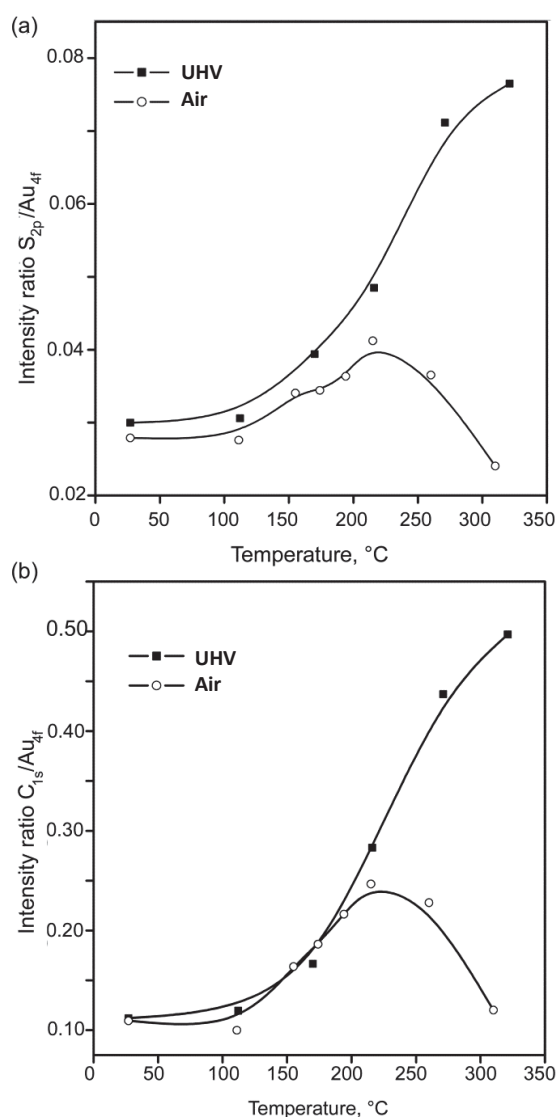 (a)
0.08
UHV
Air
0.06
Intensity ratio S2p/Au4f
0.04
0.02
0 50 100 150 200 250 300 350
Temperature, °C
(b)
0.50
UHV
Air
0.40
Intensity ratio C1s/Au4f
0.30
0.20
0.10
0 50 100 150 200 250 300 350
Temperature, °C